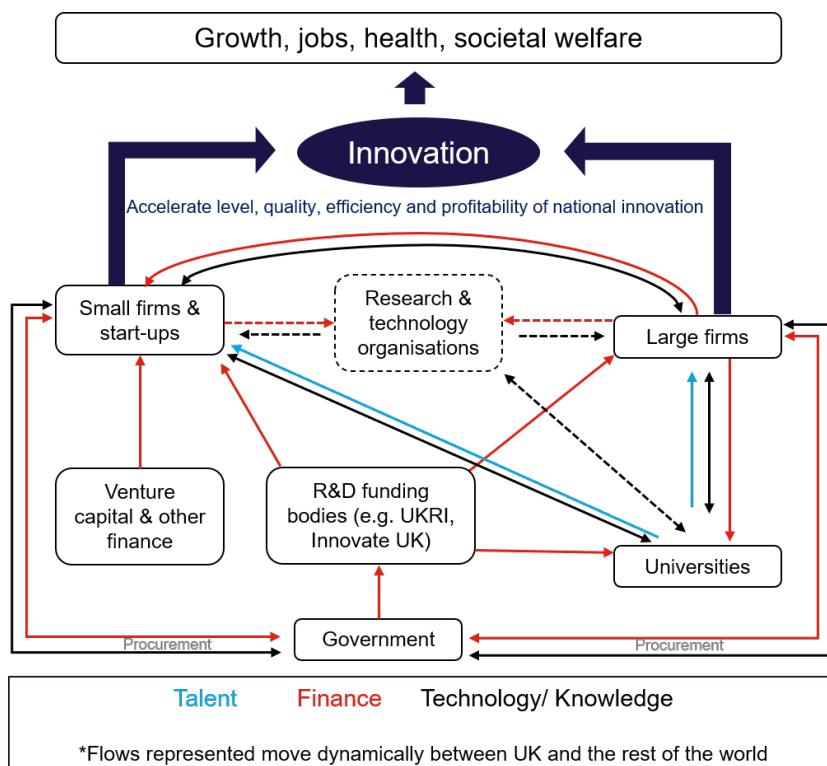 Growth, jobs, health, societal welfare
Innovation
Accelerate level, quality, efficiency and profitability of national innovation
Small firms &
start-ups
Research &
technology
organisations
Large firms
Venture
capital & other
finance
R&D funding
bodies (e.g. UKRI,
Innovate UK)
Universities
Procurement
Government
Procurement
Talent Finance Technology/ Knowledge
*Flows represented move dynamically between UK and the rest of the world